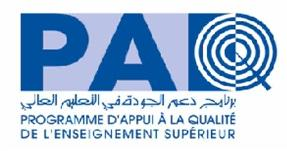 PAQ
برنامج دعم الجودة في التعليم العالي
PROGRAMME D'APPUI À LA QUALITÉ
DE L'ENSEIGNEMENT SUPÉRIEUR